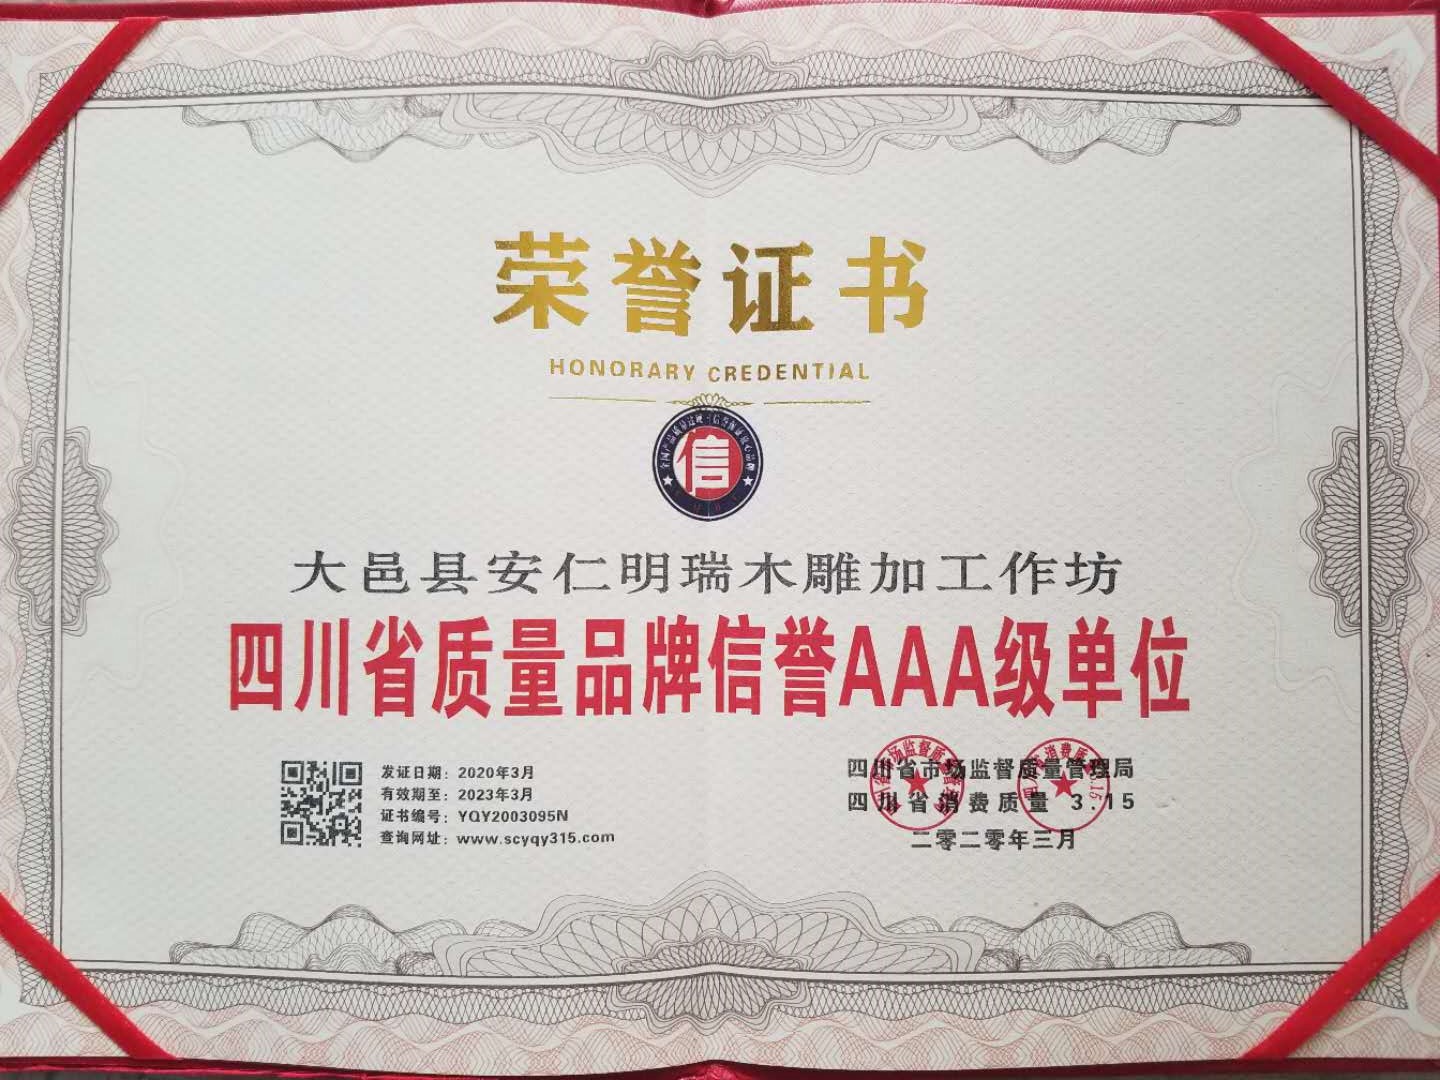 荣誉证书
HONORARY CREDENTIAL
信
大邑县安仁明瑞木雕加工作坊
四川省质量品牌信誉AAA级单位
发证日期：2020年3月
有效期至：2023年3月
证书编号：YQY2003095N
查询网址：www.scyqy315.com
四川省市场监督质量管理局
四川省消费质量 3.15
二零二零年三月